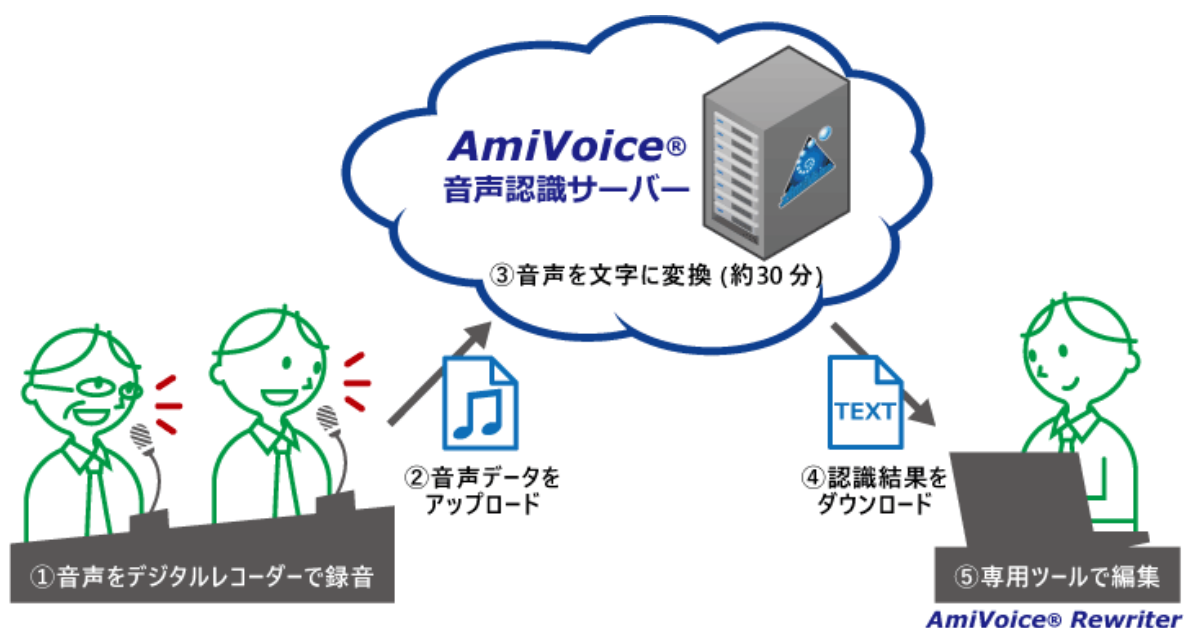 AmiVoice®
音声認識サーバー
③音声を文字に変換 (約30 分)
②音声データを
アップロード
TEXT
④認識結果を
ダウンロード
①音声をデジタルレコーダーで録音
⑤専用ツールで編集
AmiVoice® Rewriter